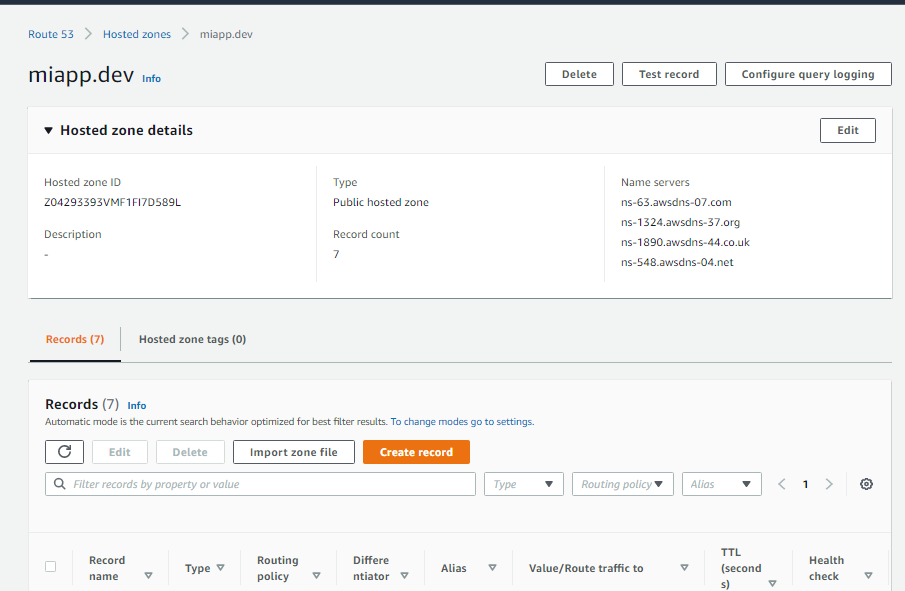 Route 53 > Hosted zones > miapp.dev
miapp.dev Info
Delete
Test record
Configure query logging
Hosted zone details
Edit
Hosted zone ID
Z04293393VMF1FI7D589L
Description
-
Type
Public hosted zone
Record count
7
Name servers
ns-63.awsdns-07.com
ns-1324.awsdns-37.org
ns-1890.awsdns-44.co.uk
ns-548.awsdns-04.net
Records (7)
Hosted zone tags (0)
Records (7) Info
Automatic mode is the current search behavior optimized for best filter results. To change modes go to settings.
Edit
Delete
Import zone file
Create record
Filter records by property or value
Type
Routing policy
Alias
1
Record
name
Type
Routing
policy
Differe
ntiator
Alias
Value/Route traffic to
TTL
(second
s)
Health
check